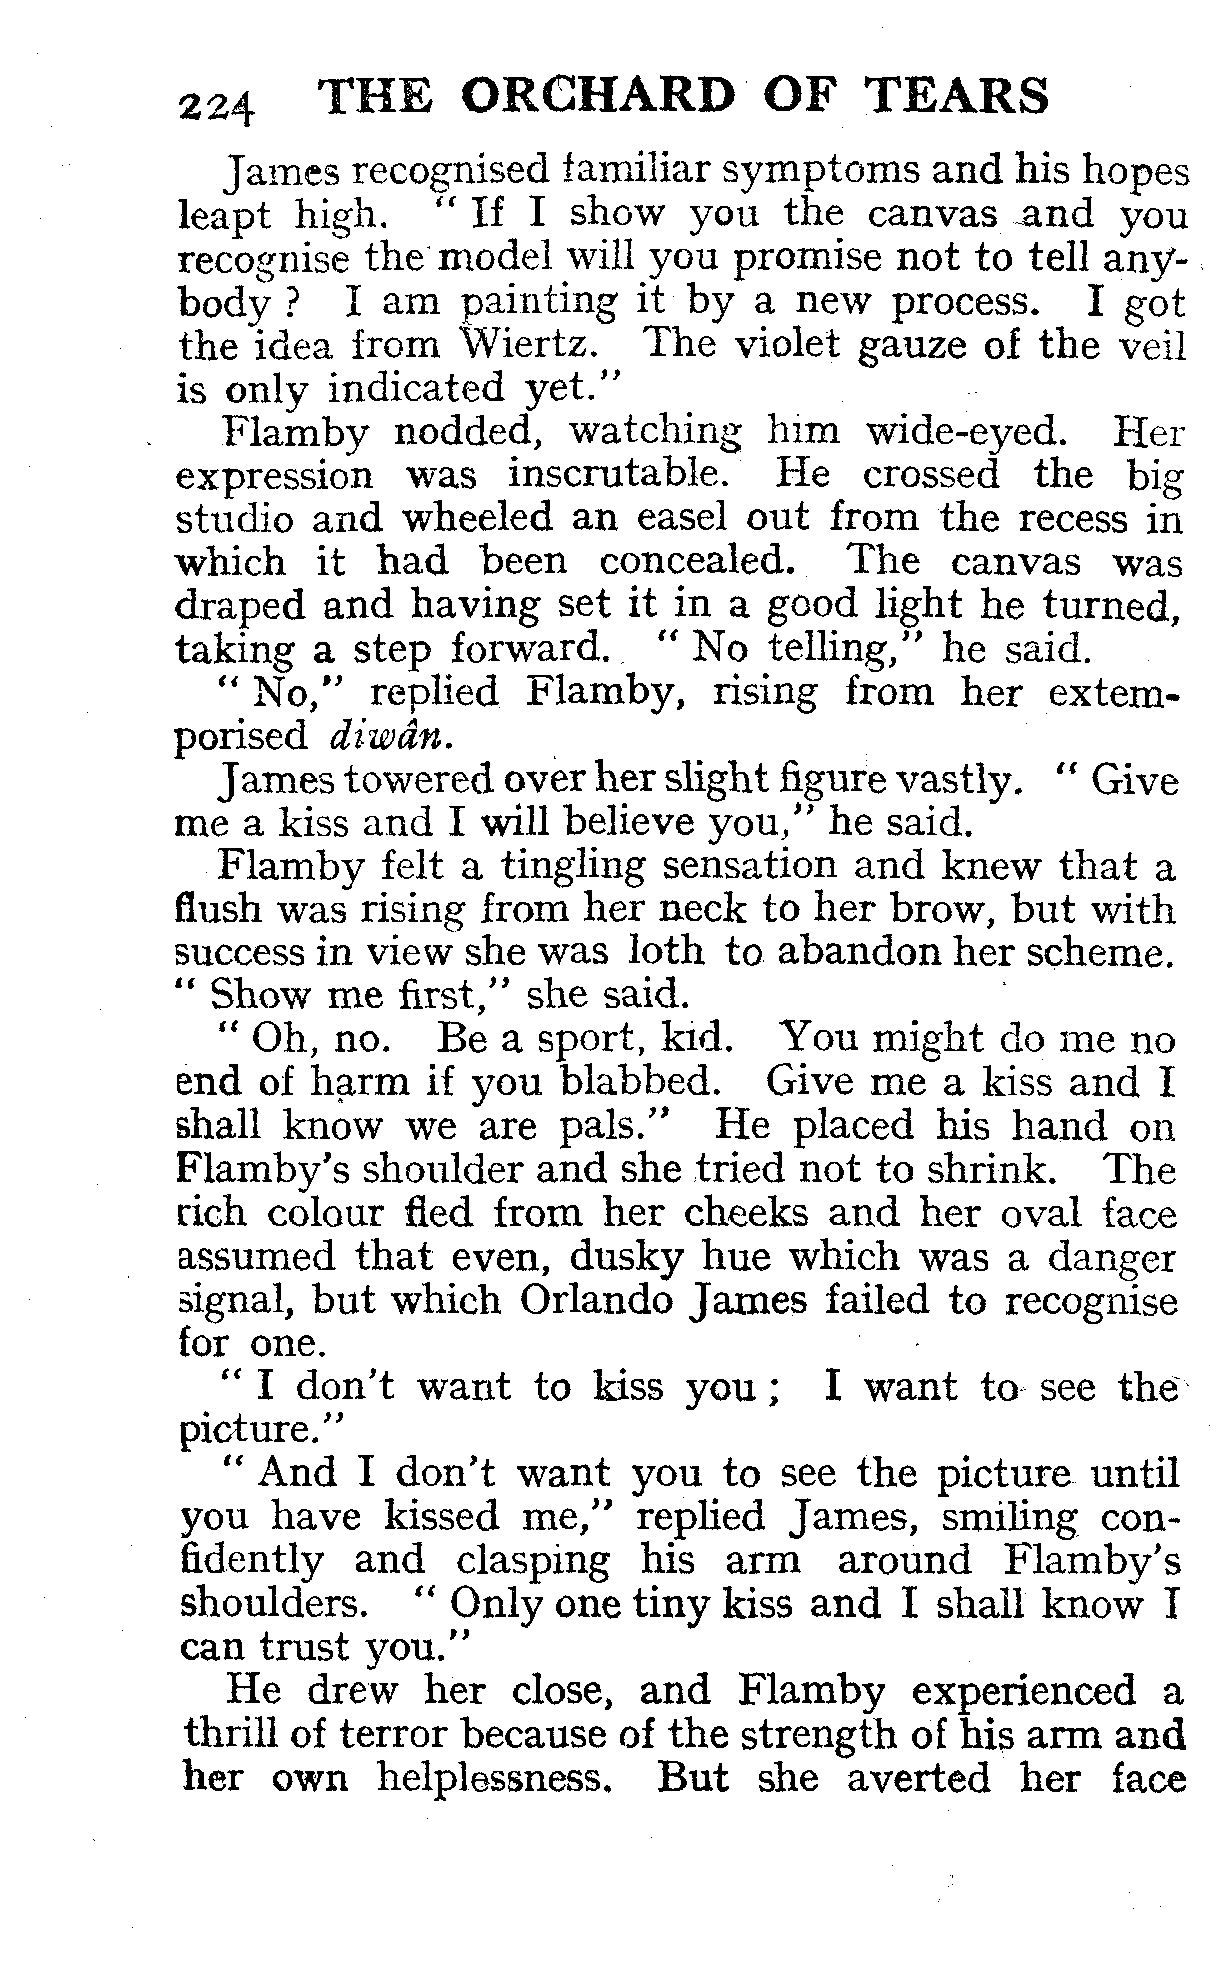 224 THE ORCHARD OF TEARS
James recognised familiar symptoms and his hopes
leapt high. " If I show you the canvas and you
recognise the model will you promise not to tell any-
body ? I am painting it by a new process. I got
the idea from Wiertz. The violet gauze of the veil
is only indicated yet."
Flamby nodded, watching him wide-eyed. Her
expression was inscrutable. He crossed the big
studio and wheeled an easel out from the recess in
which it had been concealed. The canvas was
draped and having set it in a good light he turned,
taking a step forward. " No telling," he said.
" No," replied Flamby, rising from her extem-
porised diwân.
James towered over her slight figure vastly. " Give
me a kiss and I will believe you," he said.
Flamby felt a tingling sensation and knew that a
flush was rising from her neck to her brow, but with
success in view she was loth to abandon her scheme.
" Show me first," she said.
" Oh, no. Be a sport, kid. You might do me no
end of harm if you blabbed. Give me a kiss and I
shall know we are pals." He placed his hand on
Flamby's shoulder and she tried not to shrink. The
rich colour fled from her cheeks and her oval face
assumed that even, dusky hue which was a danger
signal, but which Orlando James failed to recognise
for one.
" I don't want to kiss you ; I want to see the
picture."
" And I don't want you to see the picture until
you have kissed me," replied James, smiling con-
fidently and clasping his arm around Flamby's
shoulders. " Only one tiny kiss and I shall know I
can trust you."
He drew her close, and Flamby experienced a
thrill of terror because of the strength of his arm and
her own helplessness. But she averted her face